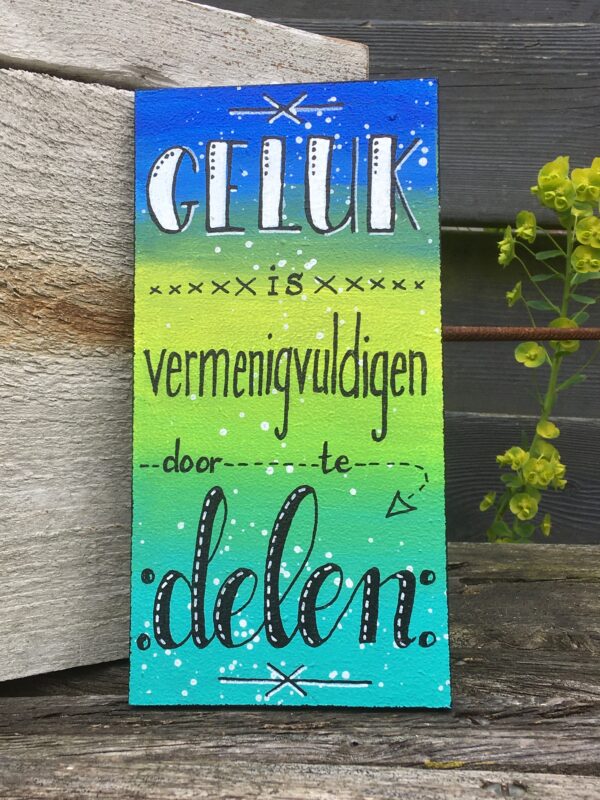 GELUK
is
vermenigvuldigen
door te
delen